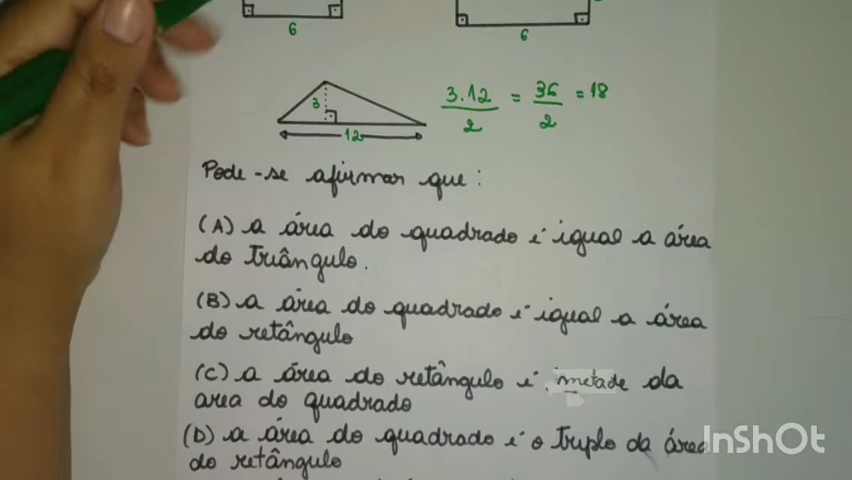 6
6
3
12
3.12 = 36 = 18
2 2
Pode-se afirmar que:
(A) a área do quadrado é igual a área
do triângulo.
(B) a área do quadrado é igual a área
do retângulo
(C) a área do retângulo é metade da
area do quadrado
(D) a área do quadrado é o triplo da área
do retângulo
InShOt